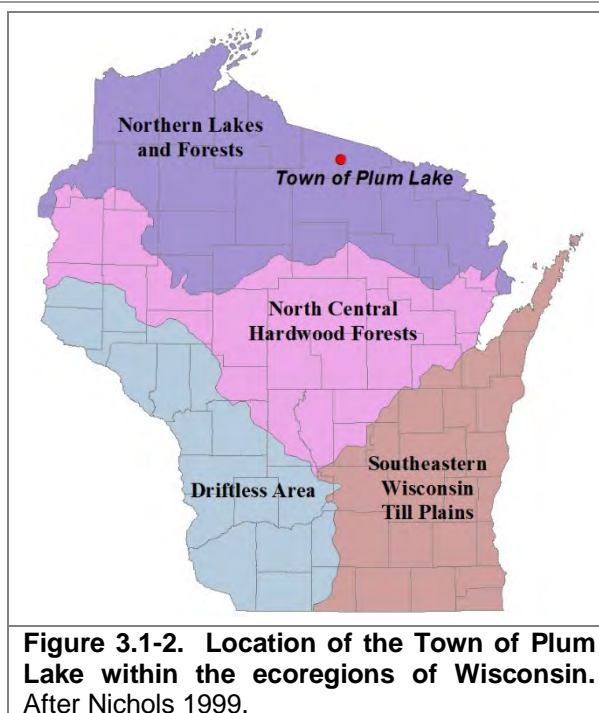 Northern Lakes
and Forests
Town of Plum Lake
North Central
Hardwood Forests
Southeastern
Wisconsin
Till Plains
Driftless Area
Figure 3.1-2. Location of the Town of Plum
Lake within the ecoregions of Wisconsin.
After Nichols 1999.